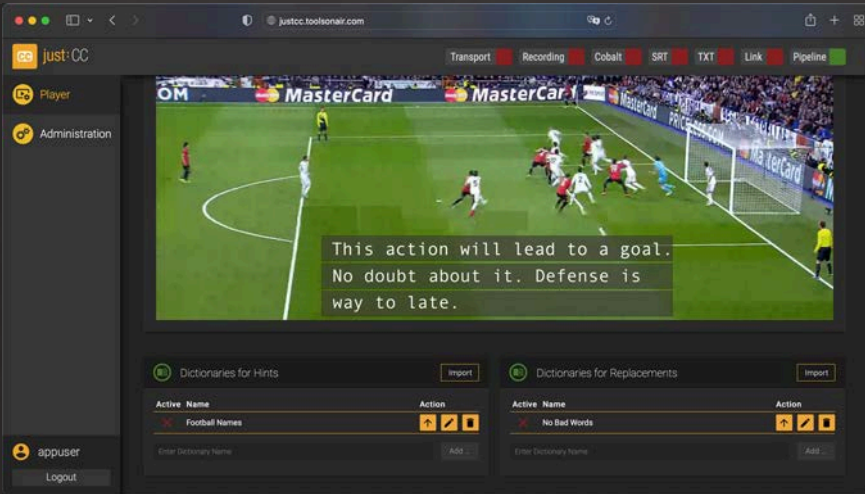 justcc.toolsonair.com
cc just:CC
Transport Recording Cobalt SRT TXT Link Pipeline
Player
Administration
OM MasterCard MasterCar MasterCard
MasterCard
This action will lead to a goal.
No doubt about it. Defense is
way to late.
Dictionaries for Hints Import
Active Name Action
Football Names
Enter Dictionary Name Add ...
Dictionaries for Replacements Import
Active Name Action
No Bad Words
Enter Dictionary Name Add ...
appuser
Logout